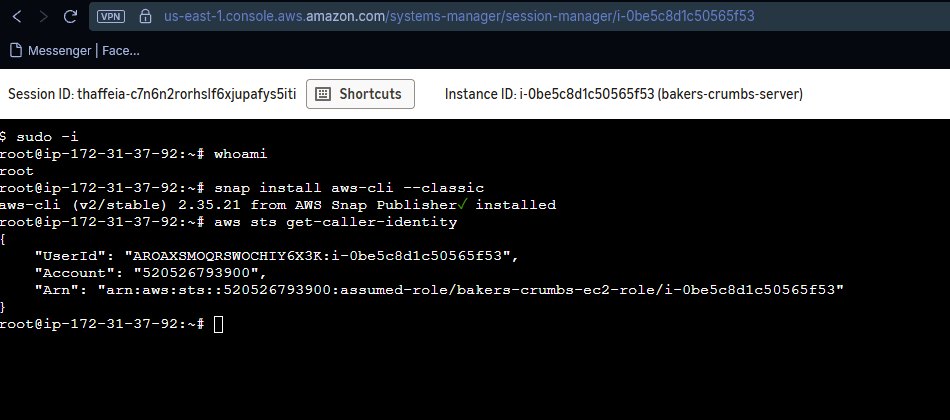 VPN us-east-1.console.aws.amazon.com/systems-manager/session-manager/i-0be5c8d1c50565f53
Messenger | Face...
Session ID: thaffeia-c7n6n2rorhslf6xjupafys5iti Shortcuts Instance ID: i-0be5c8d1c50565f53 (bakers-crumbs-server)
$ sudo -i
root@ip-172-31-37-92:~# whoami
root
root@ip-172-31-37-92:~# snap install aws-cli --classic
aws-cli (v2/stable) 2.35.21 from AWS Snap Publisher✓ installed
root@ip-172-31-37-92:~# aws sts get-caller-identity
{
    "UserId": "AROAXSMOQRSWOCHIY6X3K:i-0be5c8d1c50565f53",
    "Account": "520526793900",
    "Arn": "arn:aws:sts::520526793900:assumed-role/bakers-crumbs-ec2-role/i-0be5c8d1c50565f53"
}
root@ip-172-31-37-92:~#